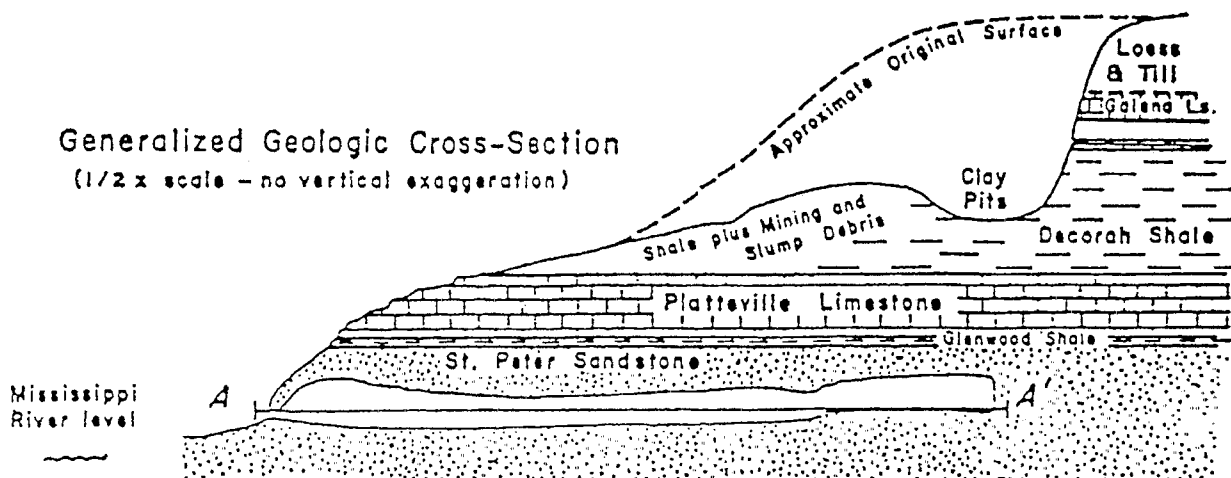 Approximate Original Surface
Loess
& Till
Galena Ls.
Generalized Geologic Cross-Section
(1/2 x scale - no vertical exaggeration)
Clay
Pits
Shale plus Mining and
Slump Debris
Decorah Shale
Platteville Limestone
Glenwood Shale
St. Peter Sandstone
Mississippi
River level
A
A'